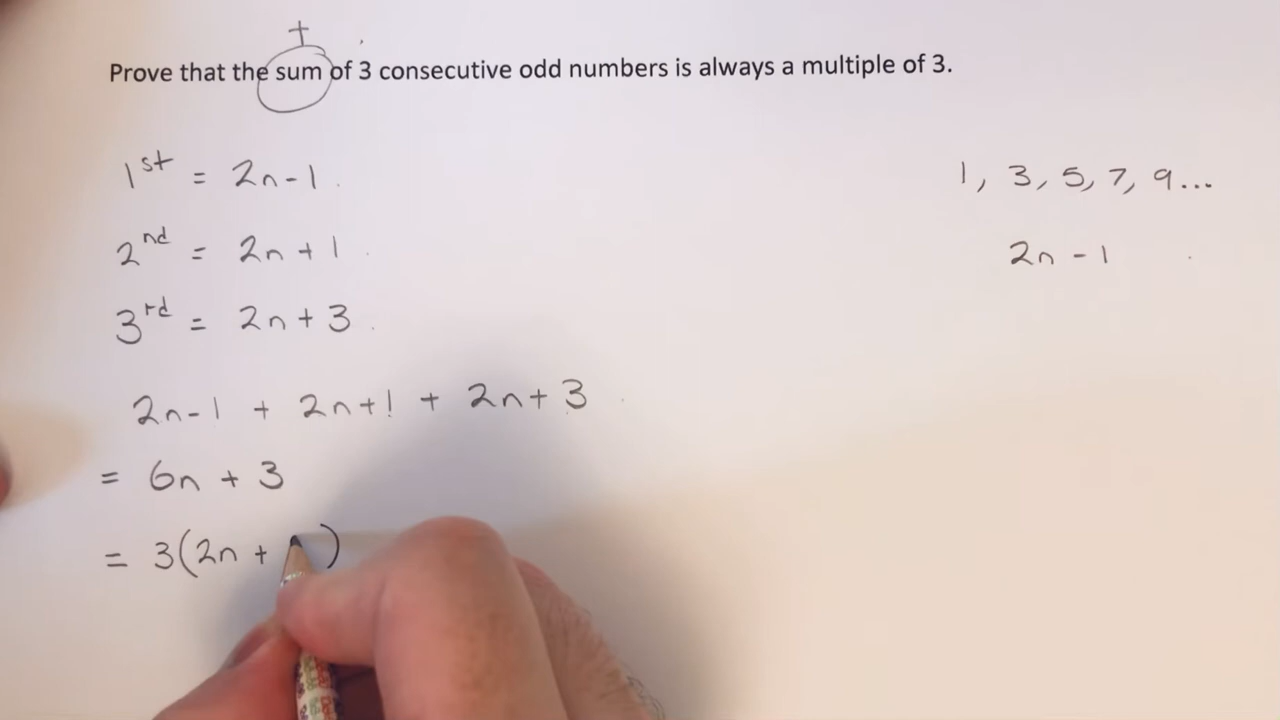 +
Prove that the sum of 3 consecutive odd numbers is always a multiple of 3.
1st = 2n-1
1, 3, 5, 7, 9...
2nd = 2n + 1
2n - 1
3rd = 2n + 3
2n-1 + 2n+1 + 2n+3
= 6n + 3
= 3(2n + )